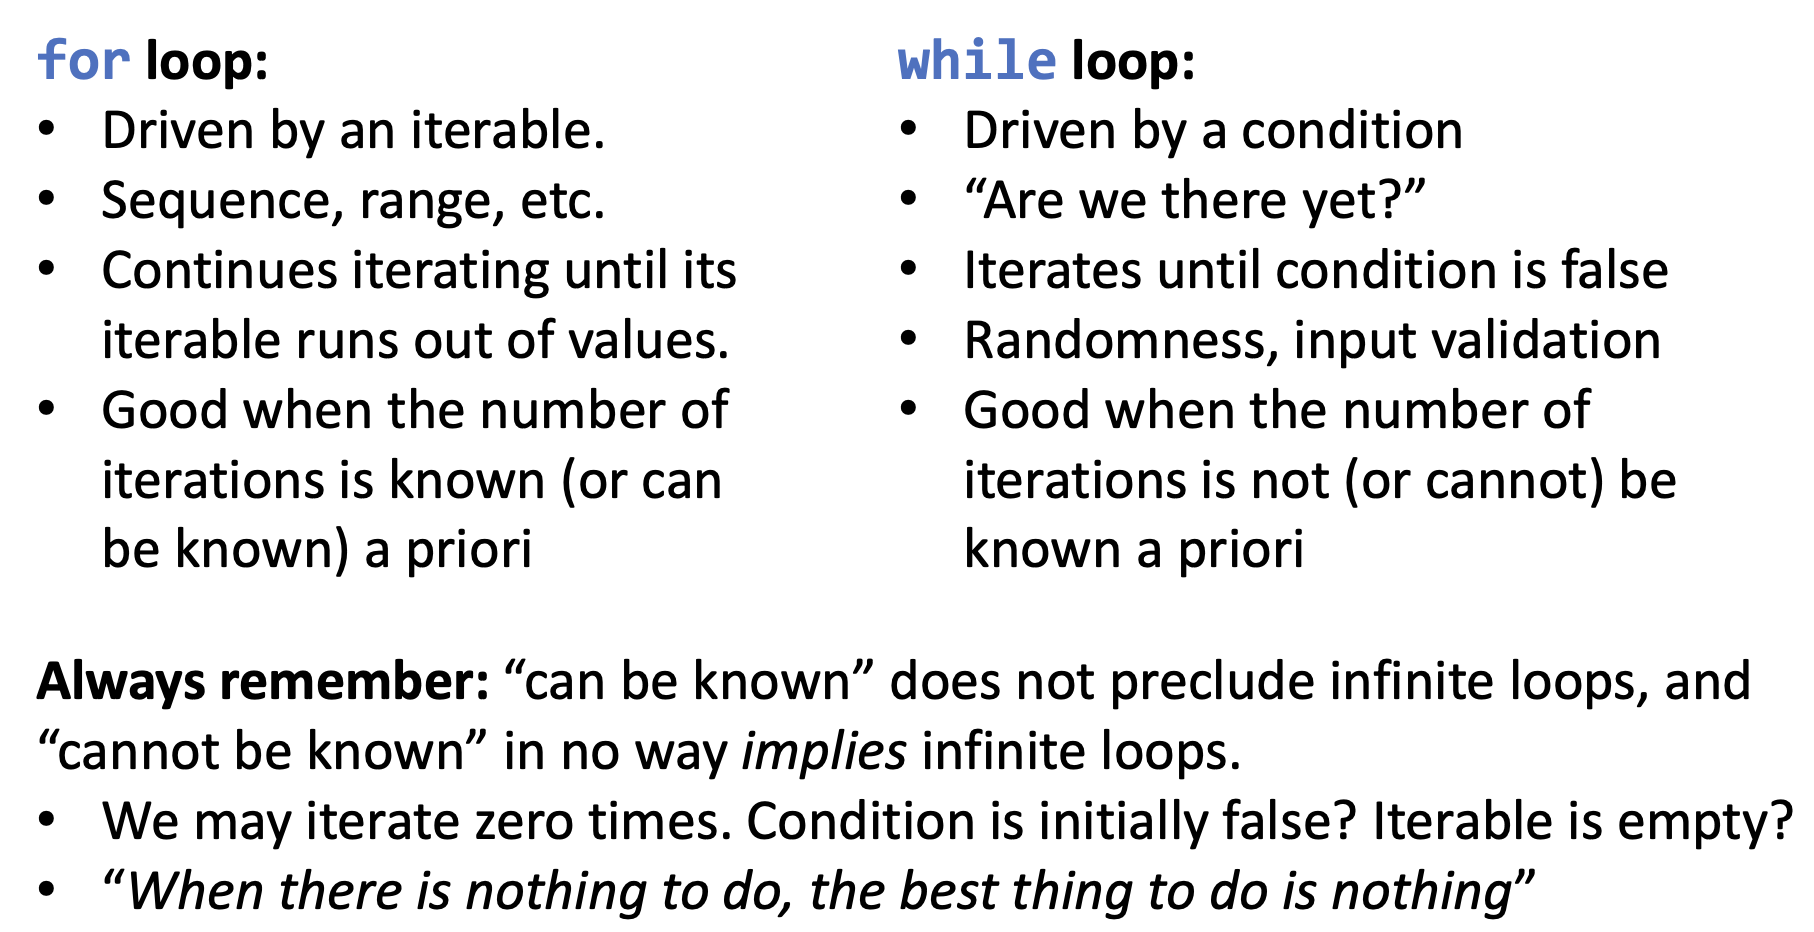 for loop:
• Driven by an iterable.
• Sequence, range, etc.
• Continues iterating until its
iterable runs out of values.
• Good when the number of
iterations is known (or can
be known) a priori
while loop:
• Driven by a condition
• “Are we there yet?”
• Iterates until condition is false
• Randomness, input validation
• Good when the number of
iterations is not (or cannot) be
known a priori
Always remember: “can be known” does not preclude infinite loops, and
“cannot be known” in no way implies infinite loops.
• We may iterate zero times. Condition is initially false? Iterable is empty?
• “When there is nothing to do, the best thing to do is nothing”